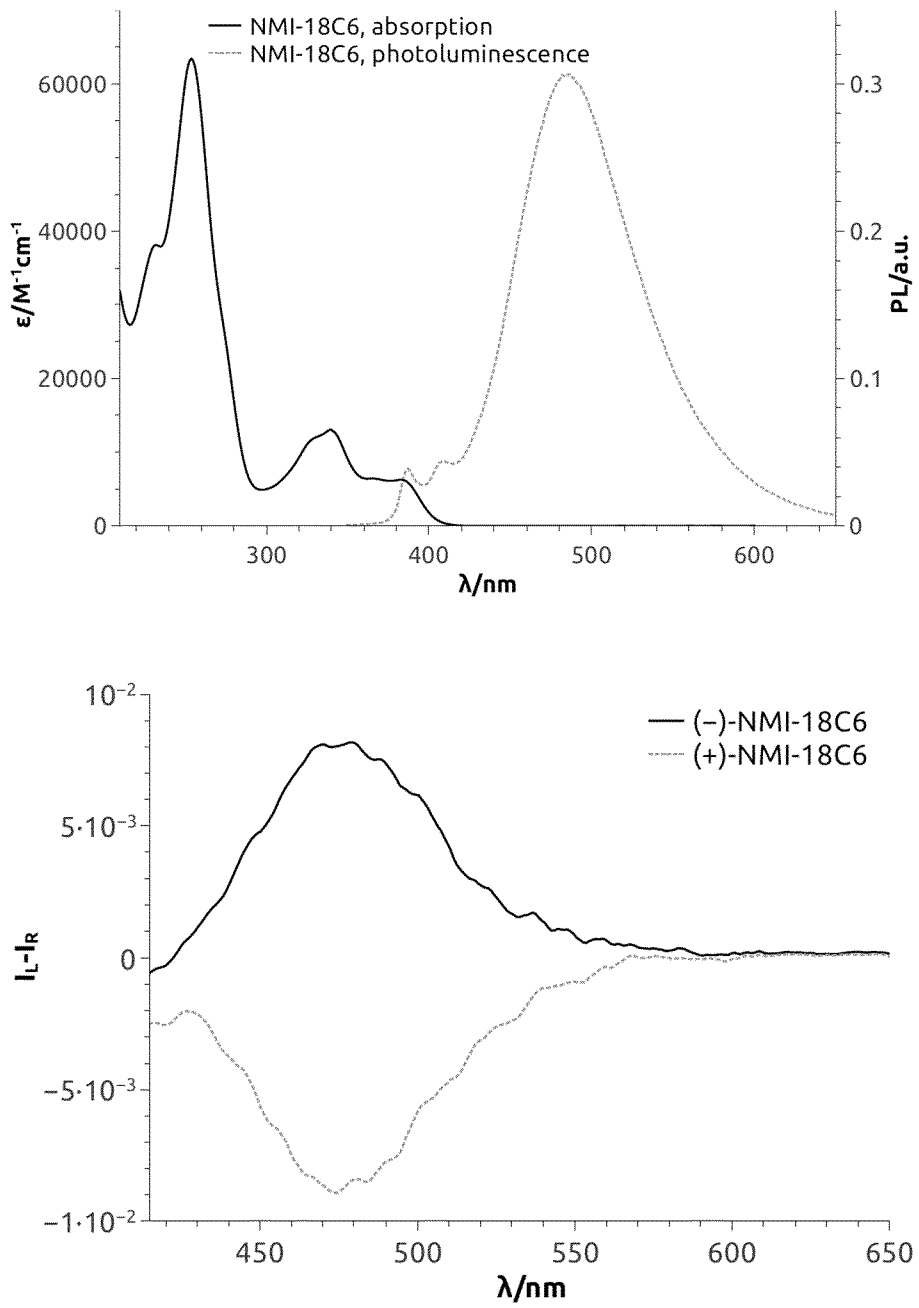 NMI-18C6, absorption
NMI-18C6, photoluminescence
60000
40000
20000
0
ε/M⁻¹cm⁻¹
0.3
0.2
0.1
0
PL/a.u.
300 400 500 600
λ/nm
10⁻²
5·10⁻³
0
−5·10⁻³
−1·10⁻²
I_L-I_R
(−)-NMI-18C6
(+)-NMI-18C6
450 500 550 600 650
λ/nm